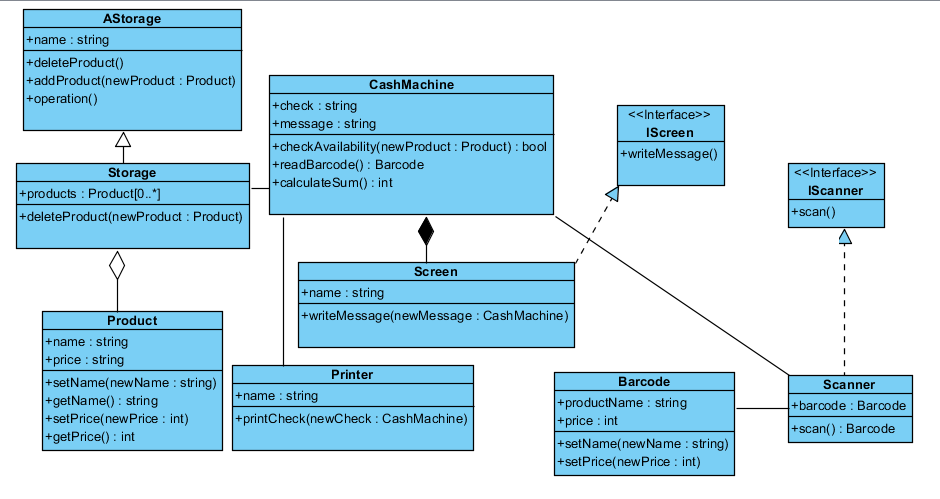 AStorage
+name : string
+deleteProduct()
+addProduct(newProduct : Product)
+operation()
CashMachine
+check : string
+message : string
+checkAvailability(newProduct : Product) : bool
+readBarcode() : Barcode
+calculateSum() : int
<<Interface>>
IScreen
+writeMessage()
<<Interface>>
IScanner
+scan()
Storage
+products : Product[0..*]
+deleteProduct(newProduct : Product)
Screen
+name : string
+writeMessage(newMessage : CashMachine)
Product
+name : string
+price : string
+setName(newName : string)
+getName() : string
+setPrice(newPrice : int)
+getPrice() : int
Printer
+name : string
+printCheck(newCheck : CashMachine)
Barcode
+productName : string
+price : int
+setName(newName : string)
+setPrice(newPrice : int)
Scanner
+barcode : Barcode
+scan() : Barcode